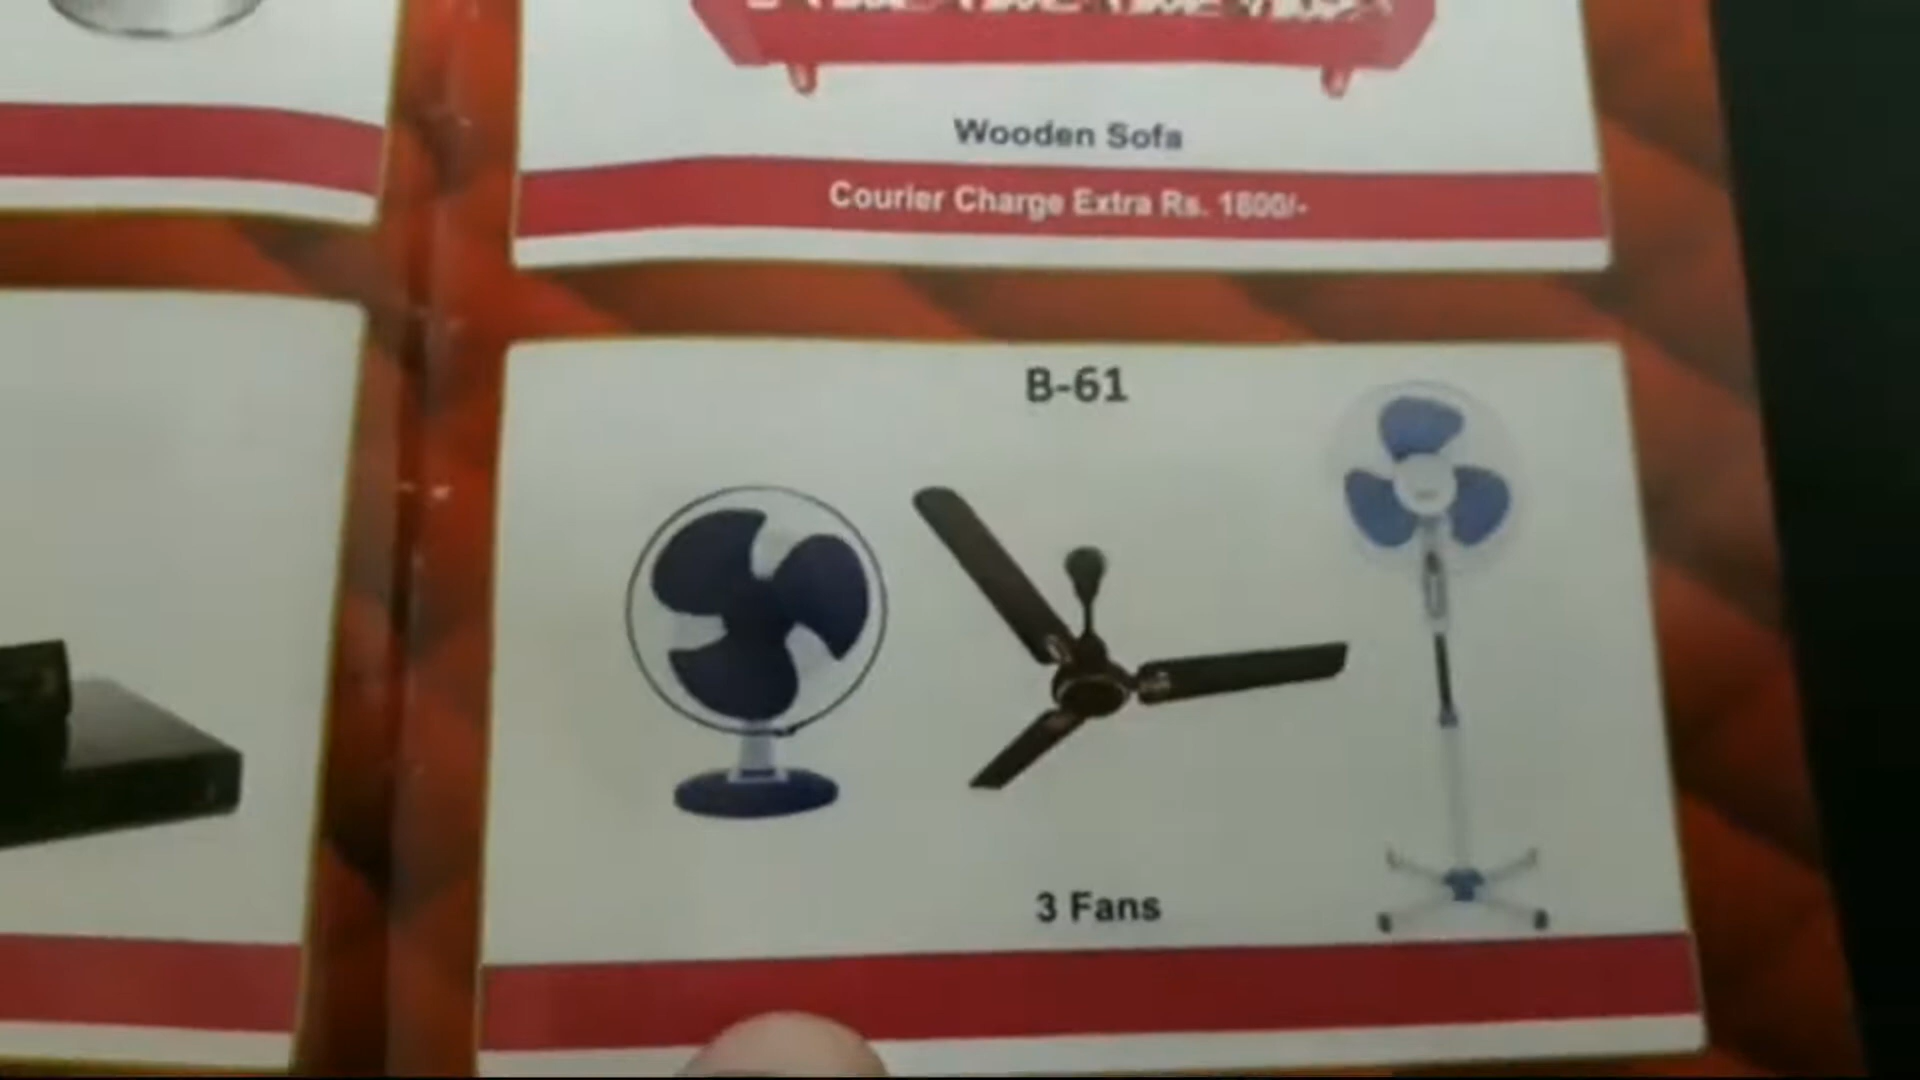 Wooden Sofa
Courier Charge Extra Rs. 1800/-
B-61
3 Fans